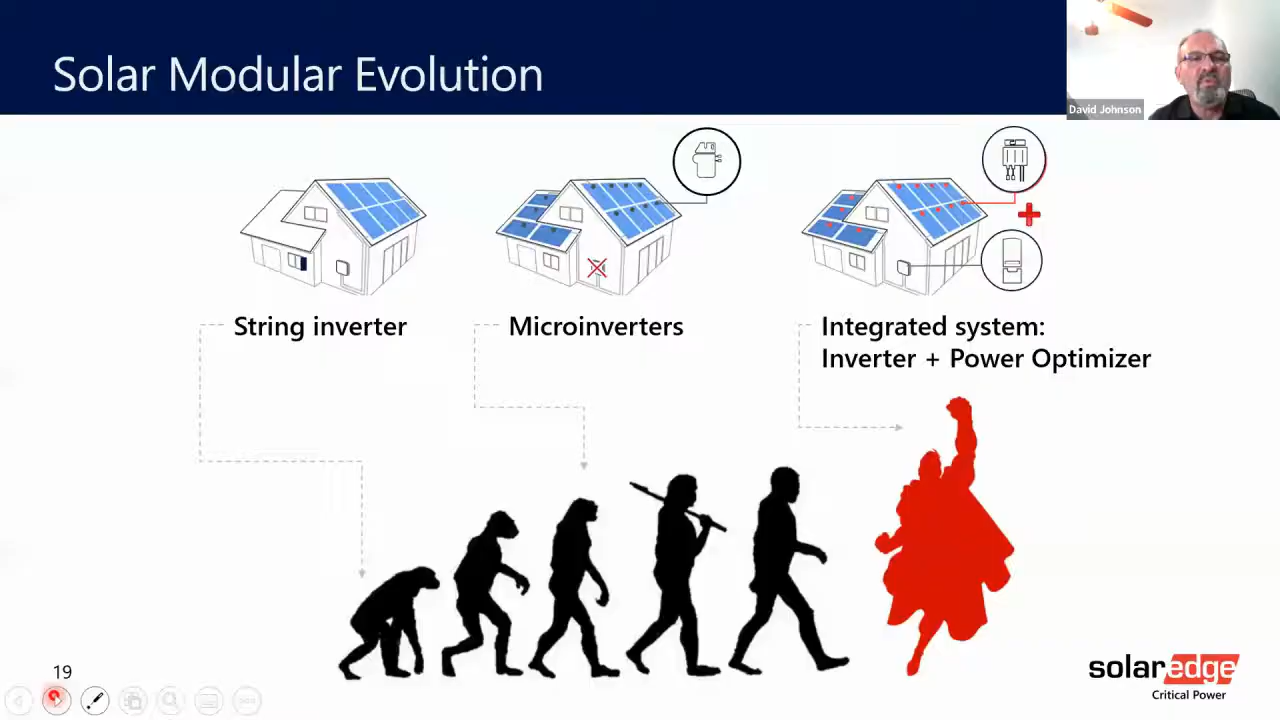 Solar Modular Evolution
David Johnson
String inverter
Microinverters
Integrated system:
Inverter + Power Optimizer
19
solaredge
Critical Power